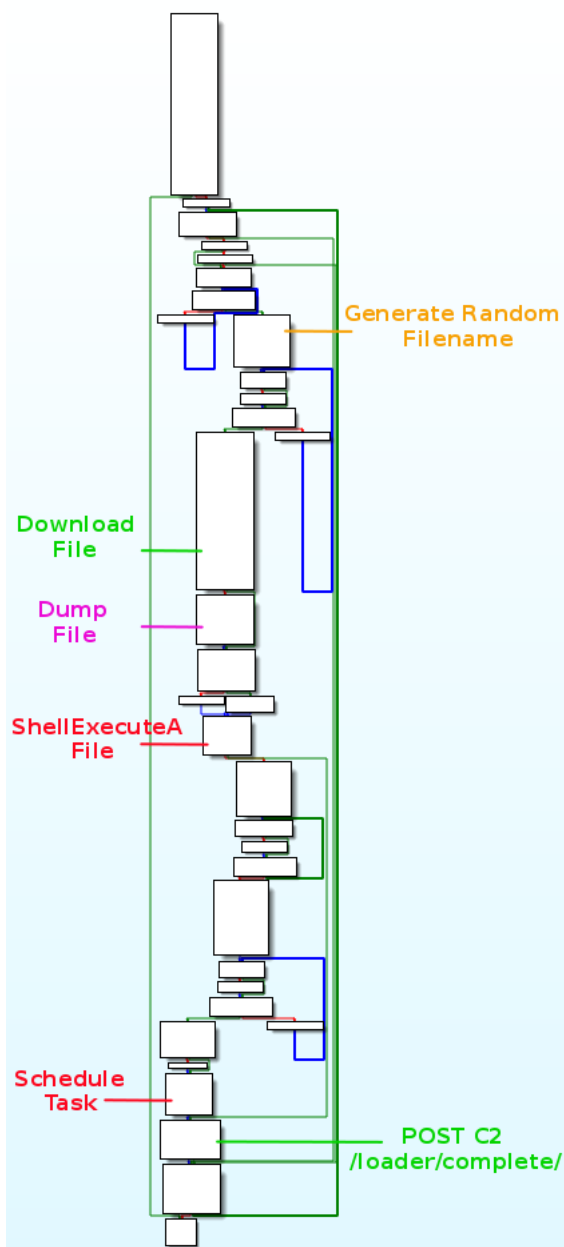 Generate Random
Filename
Download
File
Dump
File
ShellExecuteA
File
Schedule
Task
POST C2
/loader/complete/